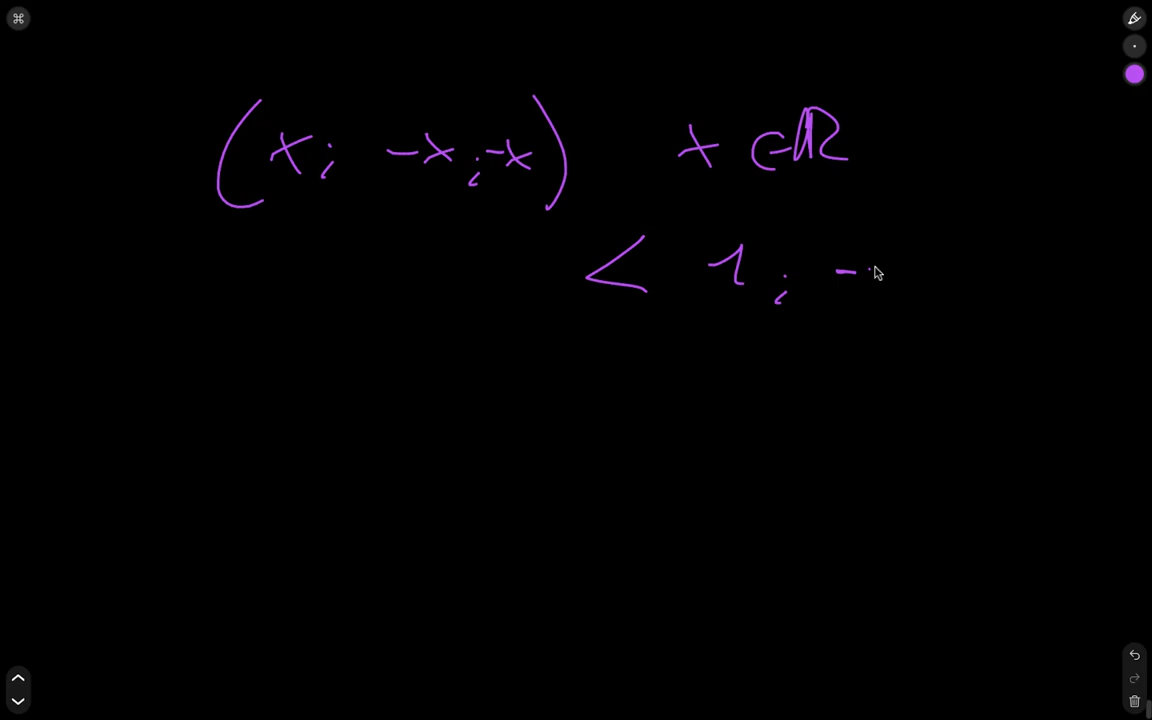 (x; -x; -x) x ∈ ℝ
< 1; -